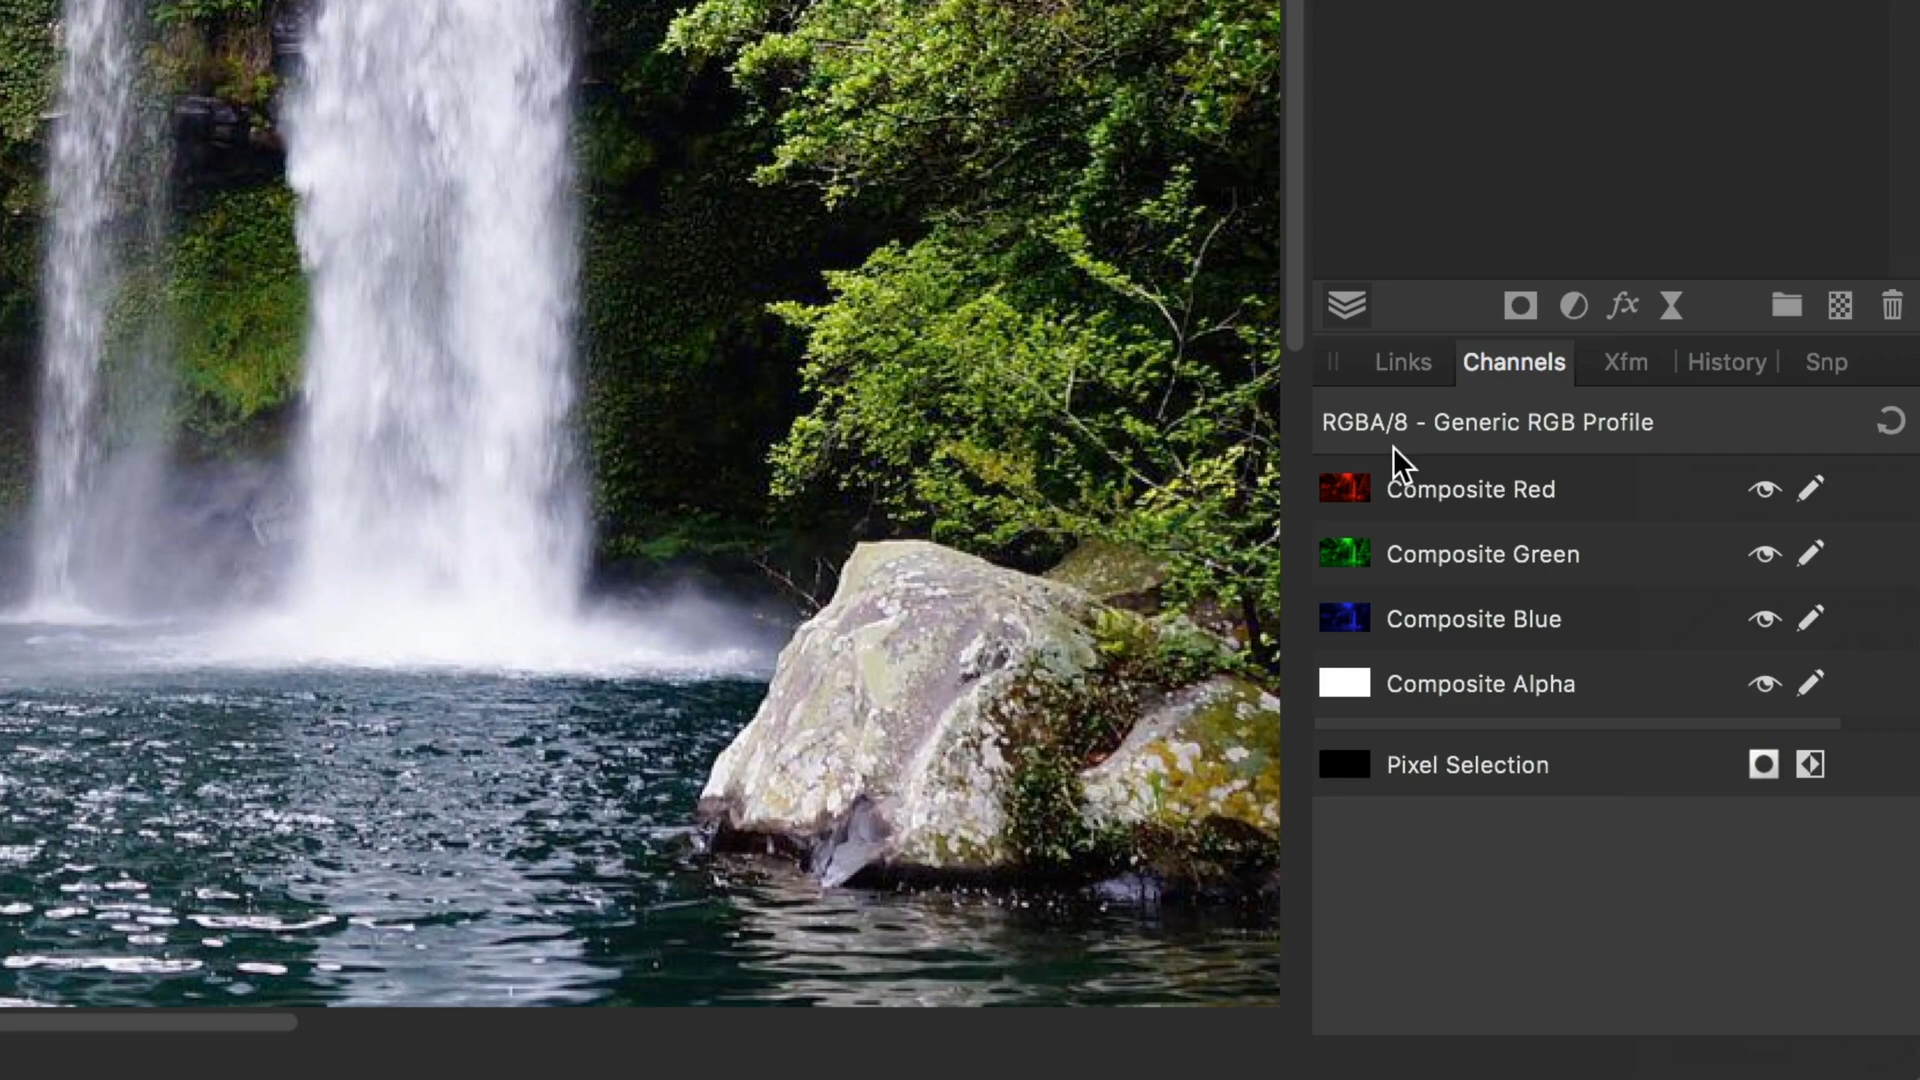 fx
Links Channels Xfm History Snp
RGBA/8 - Generic RGB Profile
Composite Red
Composite Green
Composite Blue
Composite Alpha
Pixel Selection